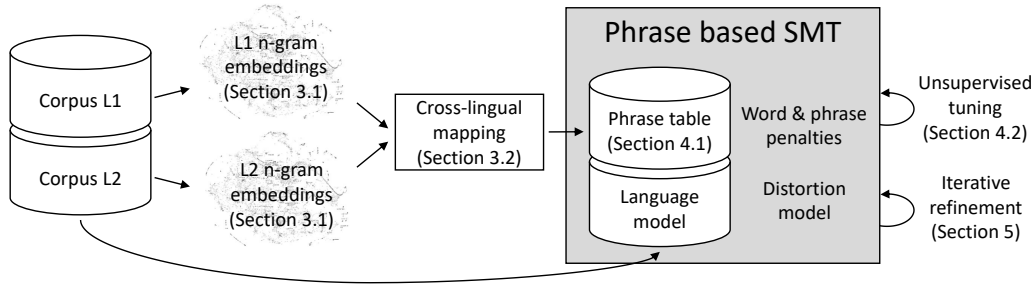 Corpus L1
Corpus L2
L1 n-gram
embeddings
(Section 3.1)
L2 n-gram
embeddings
(Section 3.1)
Cross-lingual
mapping
(Section 3.2)
Phrase based SMT
Phrase table
(Section 4.1)
Language
model
Word & phrase
penalties
Distortion
model
Unsupervised
tuning
(Section 4.2)
Iterative
refinement
(Section 5)